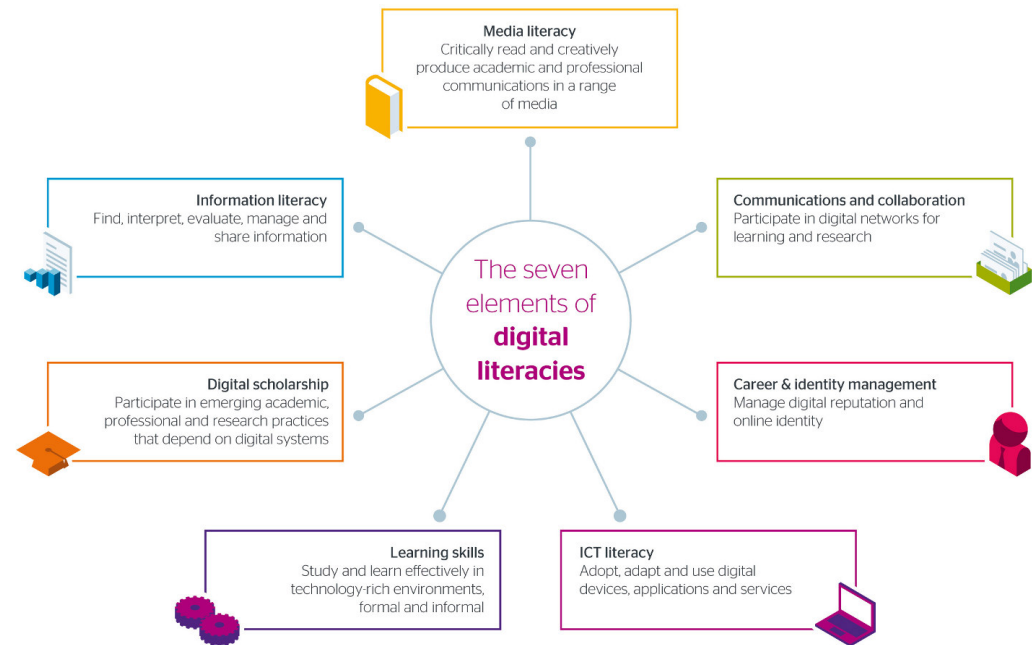 Media literacy
Critically read and creatively
produce academic and professional
communications in a range
of media
Information literacy
Find, interpret, evaluate, manage and
share information
Communications and collaboration
Participate in digital networks for
learning and research
The seven
elements of
digital
literacies
Digital scholarship
Participate in emerging academic,
professional and research practices
that depend on digital systems
Career & identity management
Manage digital reputation and
online identity
Learning skills
Study and learn effectively in
technology-rich environments,
formal and informal
ICT literacy
Adopt, adapt and use digital
devices, applications and services